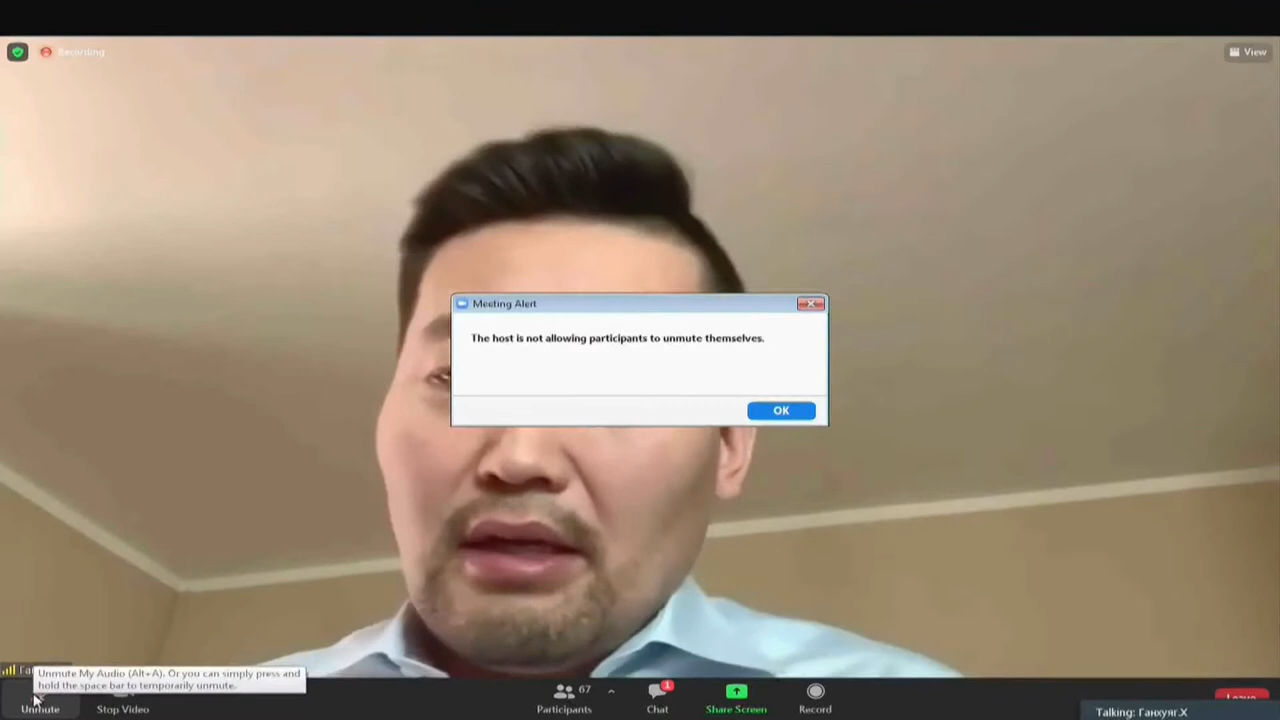 Recording
View
Meeting Alert
The host is not allowing participants to unmute themselves.
OK
Unmute My Audio (Alt+A). Or you can simply press and
hold the space bar to temporarily unmute.
Unmute
Stop Video
67
Participants
1
Chat
Share Screen
Record
Leave
Talking: Ганхуяг.Х